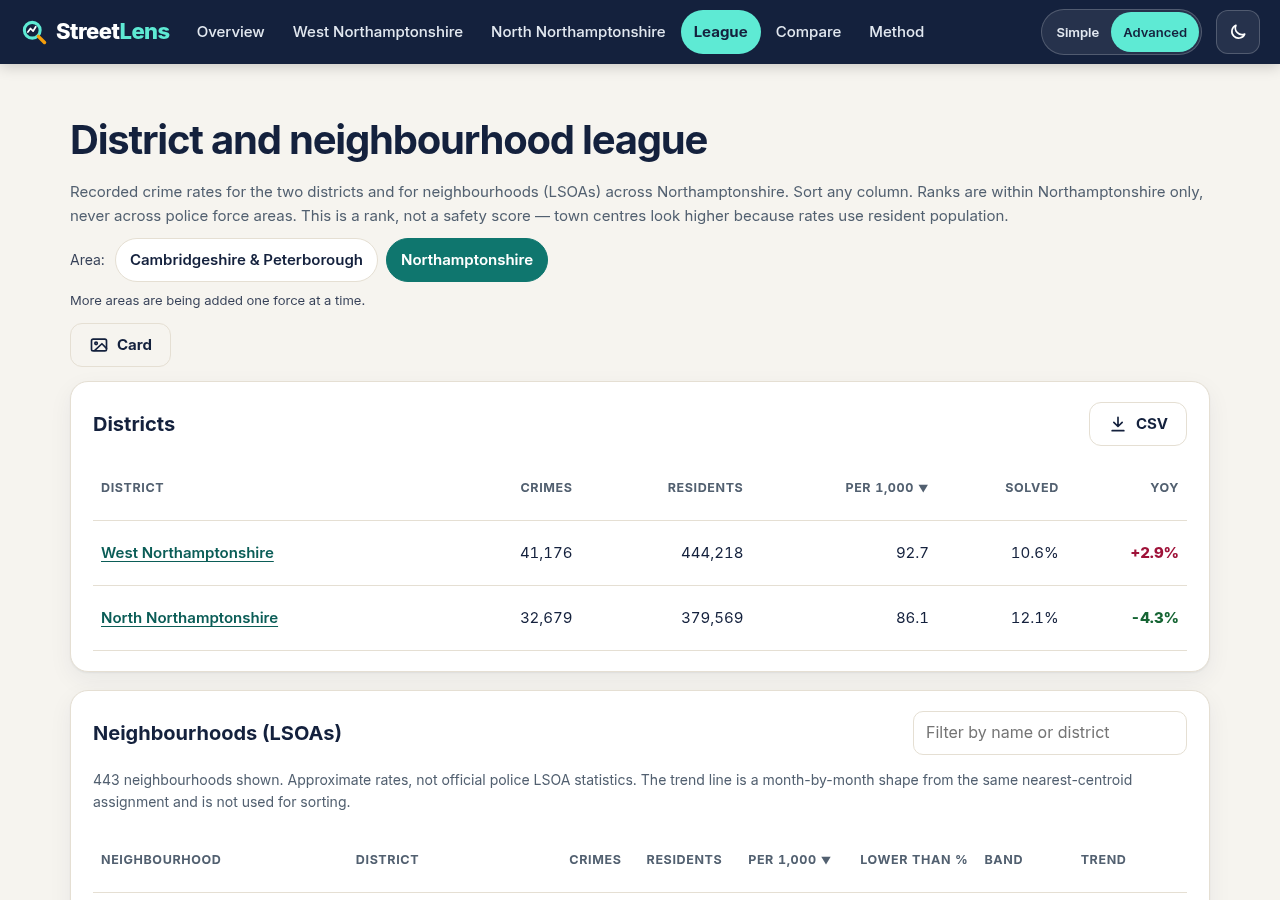 StreetLens Overview West Northamptonshire North Northamptonshire League Compare Method Simple Advanced
District and neighbourhood league
Recorded crime rates for the two districts and for neighbourhoods (LSOAs) across Northamptonshire. Sort any column. Ranks are within Northamptonshire only,
never across police force areas. This is a rank, not a safety score — town centres look higher because rates use resident population.
Area: Cambridgeshire & Peterborough Northamptonshire
More areas are being added one force at a time.
Card
Districts CSV
DISTRICT CRIMES RESIDENTS PER 1,000 ▼ SOLVED YOY
West Northamptonshire 41,176 444,218 92.7 10.6% +2.9%
North Northamptonshire 32,679 379,569 86.1 12.1% -4.3%
Neighbourhoods (LSOAs) Filter by name or district
443 neighbourhoods shown. Approximate rates, not official police LSOA statistics. The trend line is a month-by-month shape from the same nearest-centroid
assignment and is not used for sorting.
NEIGHBOURHOOD DISTRICT CRIMES RESIDENTS PER 1,000 ▼ LOWER THAN % BAND TREND